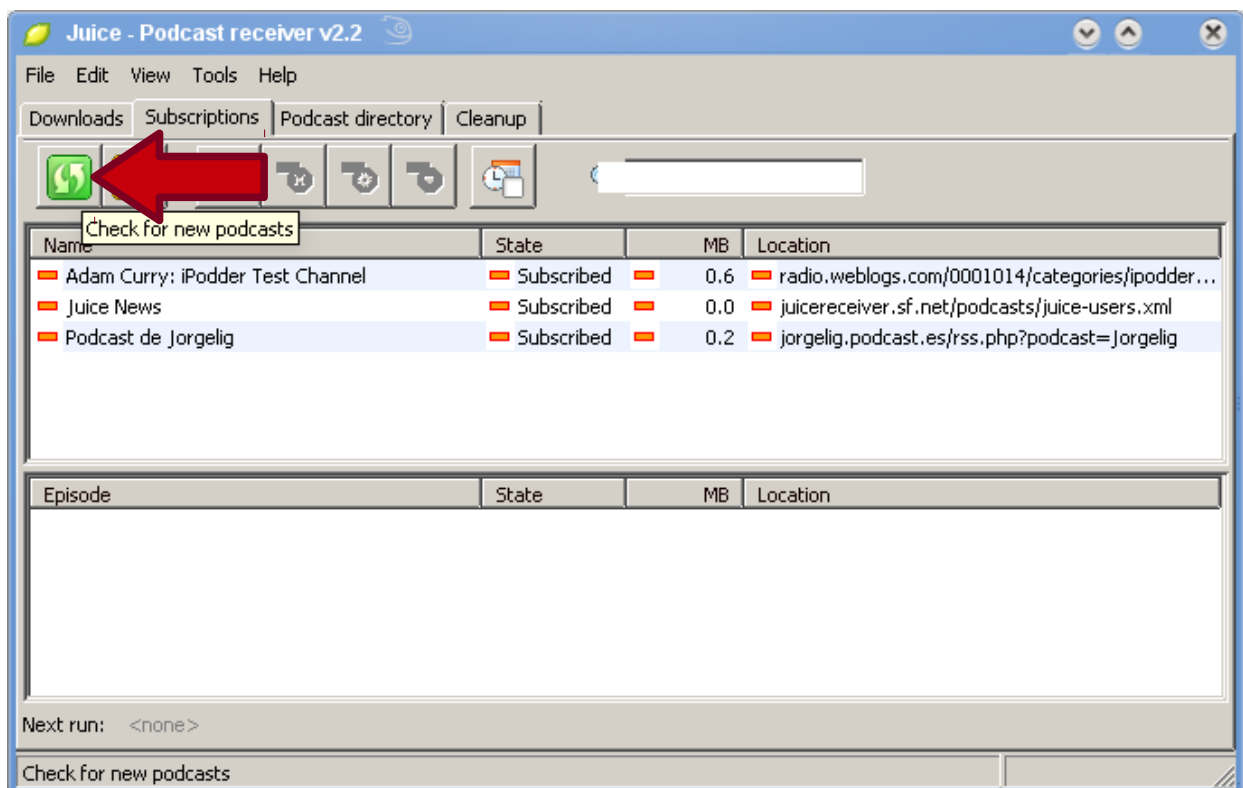 Juice - Podcast receiver v2.2
File Edit View Tools Help
Downloads Subscriptions Podcast directory Cleanup
Check for new podcasts
Name State MB Location
Adam Curry: iPodder Test Channel Subscribed 0.6 radio.weblogs.com/0001014/categories/ipodder...
Juice News Subscribed 0.0 juicereceiver.sf.net/podcasts/juice-users.xml
Podcast de Jorgelig Subscribed 0.2 jorgelig.podcast.es/rss.php?podcast=Jorgelig
Episode State MB Location
Next run: <none>
Check for new podcasts